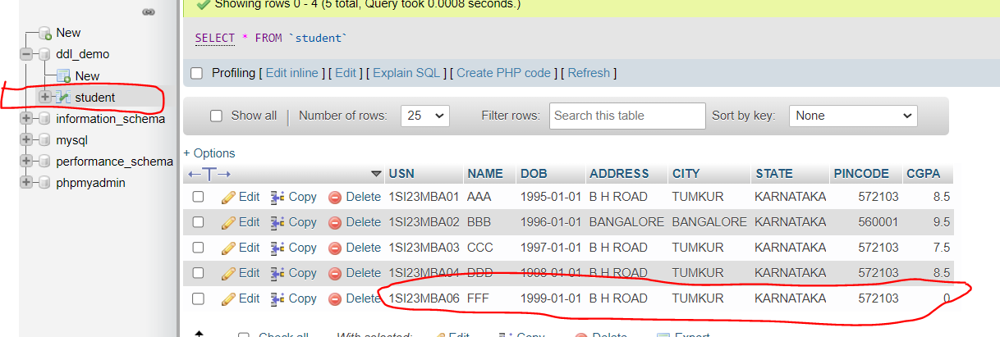 Showing rows 0 - 4 (5 total, Query took 0.0008 seconds.)
SELECT * FROM `student`
Profiling [ Edit inline ] [ Edit ] [ Explain SQL ] [ Create PHP code ] [ Refresh ]
Show all | Number of rows: 25 Filter rows: Search this table Sort by key: None
+ Options
USN NAME DOB ADDRESS CITY STATE PINCODE CGPA
Edit Copy Delete 1SI23MBA01 AAA 1995-01-01 B H ROAD TUMKUR KARNATAKA 572103 8.5
Edit Copy Delete 1SI23MBA02 BBB 1996-01-01 BANGALORE BANGALORE KARNATAKA 560001 9.5
Edit Copy Delete 1SI23MBA03 CCC 1997-01-01 B H ROAD TUMKUR KARNATAKA 572103 7.5
Edit Copy Delete 1SI23MBA04 DDD 1998-01-01 B H ROAD TUMKUR KARNATAKA 572103 8.5
Edit Copy Delete 1SI23MBA06 FFF 1999-01-01 B H ROAD TUMKUR KARNATAKA 572103 0
Check all With selected: Edit Copy Delete Export
New
ddl_demo
New
student
information_schema
mysql
performance_schema
phpmyadmin